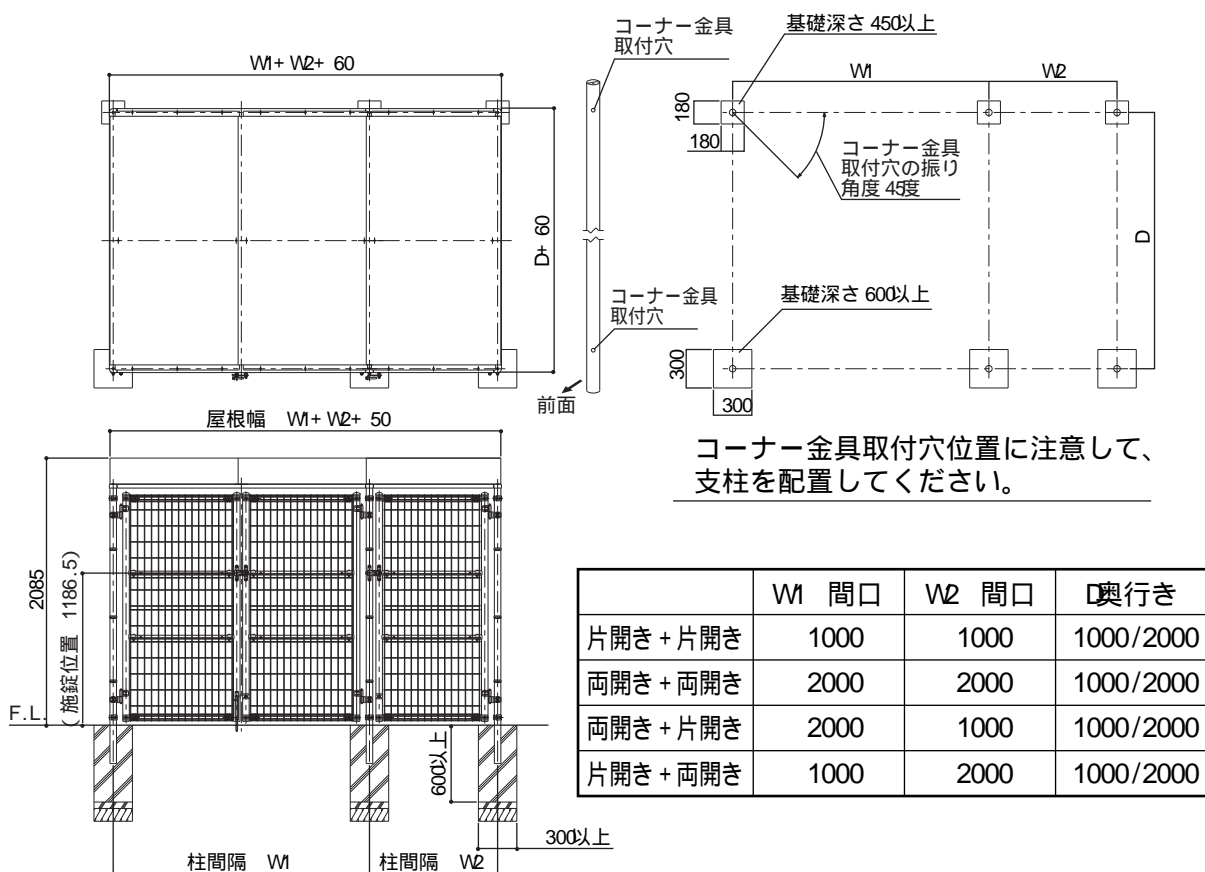 W1+ W2+ 60
D+ 60
コーナー金具
取付穴
コーナー金具
取付穴
前面
基礎深さ 450以上
W1
W2
180
180
コーナー金具
取付穴の振り
角度 45度
D
基礎深さ 600以上
300
300
コーナー金具取付穴位置に注意して、
支柱を配置してください。
屋根幅 W1+ W2+ 50
2085
(施錠位置 1186.5)
F.L.
600以上
300以上
柱間隔 W1
柱間隔 W2
W1 間口 W2 間口 D奥行き
片開き + 片開き 1000 1000 1000/2000
両開き + 両開き 2000 2000 1000/2000
両開き + 片開き 2000 1000 1000/2000
片開き + 両開き 1000 2000 1000/2000